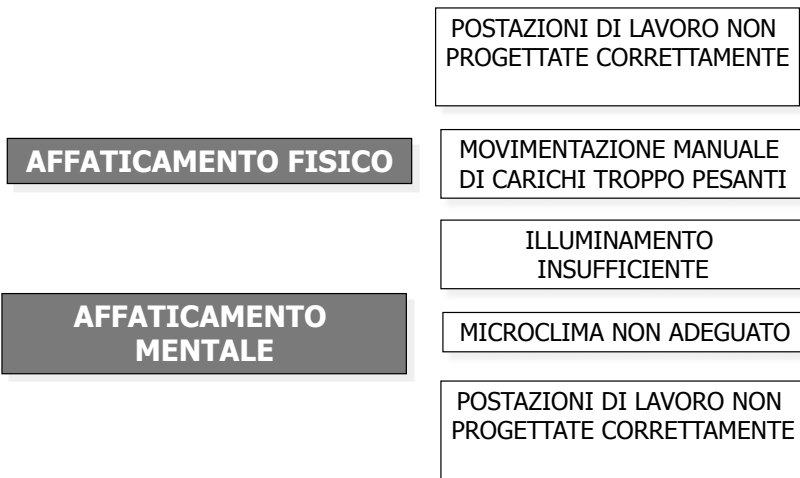 POSTAZIONI DI LAVORO NON
PROGETTATE CORRETTAMENTE
AFFATICAMENTO FISICO
MOVIMENTAZIONE MANUALE
DI CARICHI TROPPO PESANTI
ILLUMINAMENTO
INSUFFICIENTE
AFFATICAMENTO
MENTALE
MICROCLIMA NON ADEGUATO
POSTAZIONI DI LAVORO NON
PROGETTATE CORRETTAMENTE